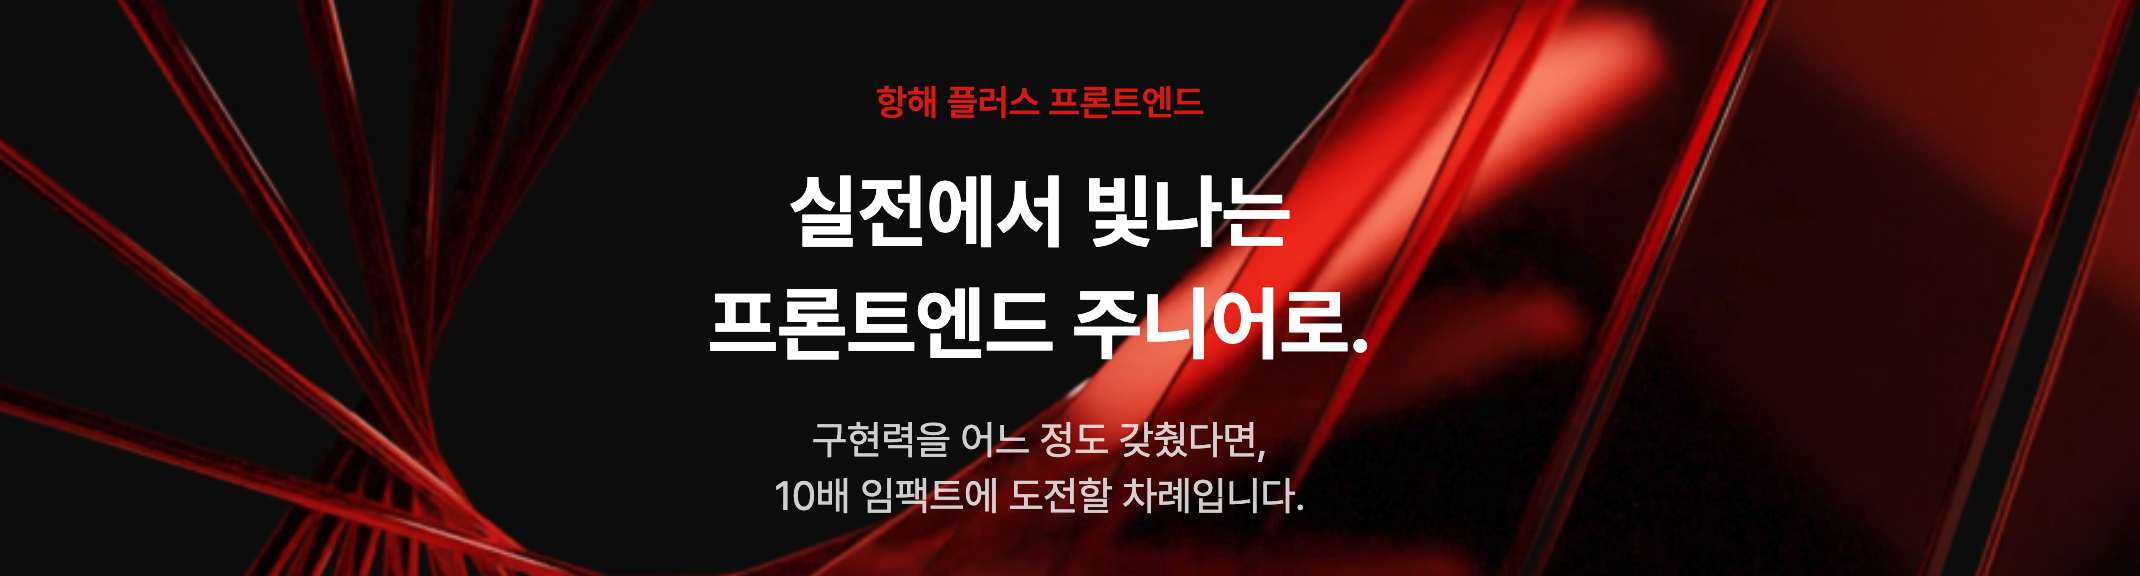 항해 플러스 프론트엔드
실전에서 빛나는
프론트엔드 주니어로.
구현력을 어느 정도 갖췄다면,
10배 임팩트에 도전할 차례입니다.